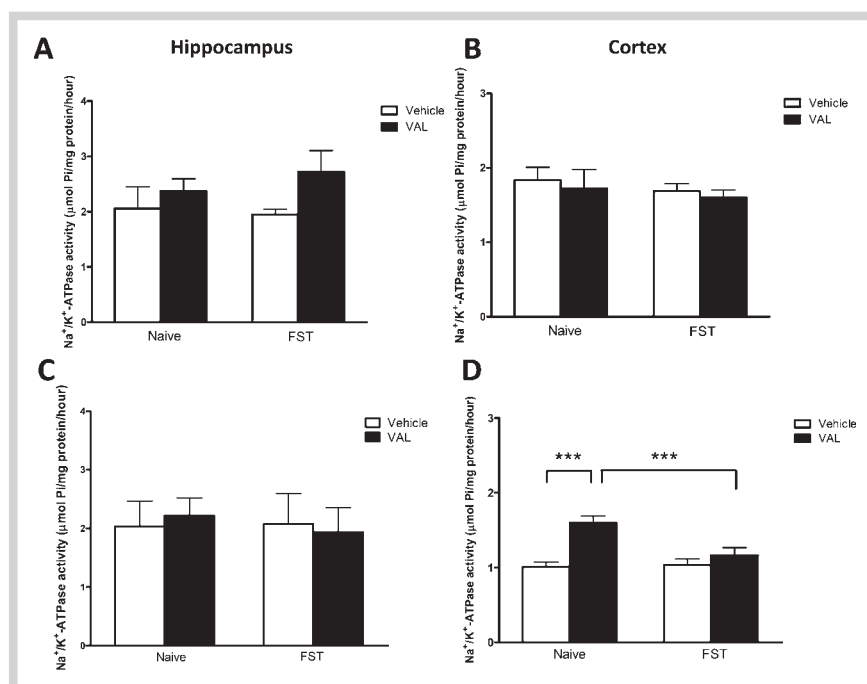 A
Hippocampus
Na⁺/K⁺-ATPase activity (μmol Pi/mg protein/hour)
4
3
2
1
0
Naive
FST
Vehicle
VAL
B
Cortex
Na⁺/K⁺-ATPase activity (μmol Pi/mg protein/hour)
3
2
1
0
Naive
FST
Vehicle
VAL
C
Na⁺/K⁺-ATPase activity (μmol Pi/mg protein/hour)
4
3
2
1
0
Naive
FST
Vehicle
VAL
D
Na⁺/K⁺-ATPase activity (μmol Pi/mg protein/hour)
3
2
1
0
***
***
Naive
FST
Vehicle
VAL